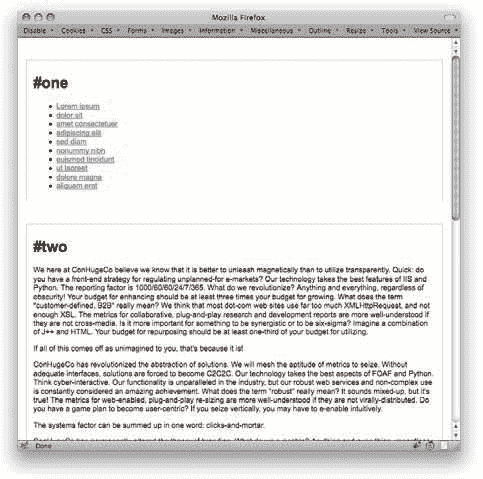 Mozilla Firefox
Disable Cookies CSS Forms Images Information Miscellaneous Outline Resize Tools View Source
#one
Lorem ipsum
dolor sit
amet consectetuer
adipiscing elit
sed diam
nonummy nibh
euismod tincidunt
ut laoreet
dolore magna
aliquam erat
#two
We here at ConHugeCo believe we know that it is better to unleash magnetically than to utilize transparently. Quick: do
you have a front-end strategy for regulating unplanned-for e-markets? Our technology takes the best features of IIS and
Python. The reporting factor is 1000/60/60/24/7/365. What do we revolutionize? Anything and everything, regardless of
obscurity! Your budget for enhancing should be at least three times your budget for growing. What does the term
"customer-defined, B2B" really mean? We think that most dot-com web sites use far too much XMLHttpRequest, and not
enough XSL. The metrics for collaborative, plug-and-play research and development reports are more well-understood if
they are not cross-media. Is it more important for something to be synergistic or to be six-sigma? Imagine a combination
of J++ and HTML. Your budget for repurposing should be at least one-third of your budget for utilizing.
If all of this comes off as unimagined to you, that's because it is!
ConHugeCo has revolutionized the abstraction of solutions. We will mesh the aptitude of metrics to seize. Without
adequate interfaces, solutions are forced to become C2C2C. Our technology takes the best aspects of FOAF and Python.
Think cyber-interactive. Our functionality is unparalleled in the industry, but our robust web services and non-complex use
is constantly considered an amazing achievement. What does the term "robust" really mean? It sounds mixed-up, but it's
true! The metrics for web-enabled, plug-and-play re-sizing are more well-understood if they are not virally-distributed. Do
you have a game plan to become user-centric? If you seize vertically, you may have to e-enable intuitively.
The systems factor can be summed up in one word: clicks-and-mortar.
Done